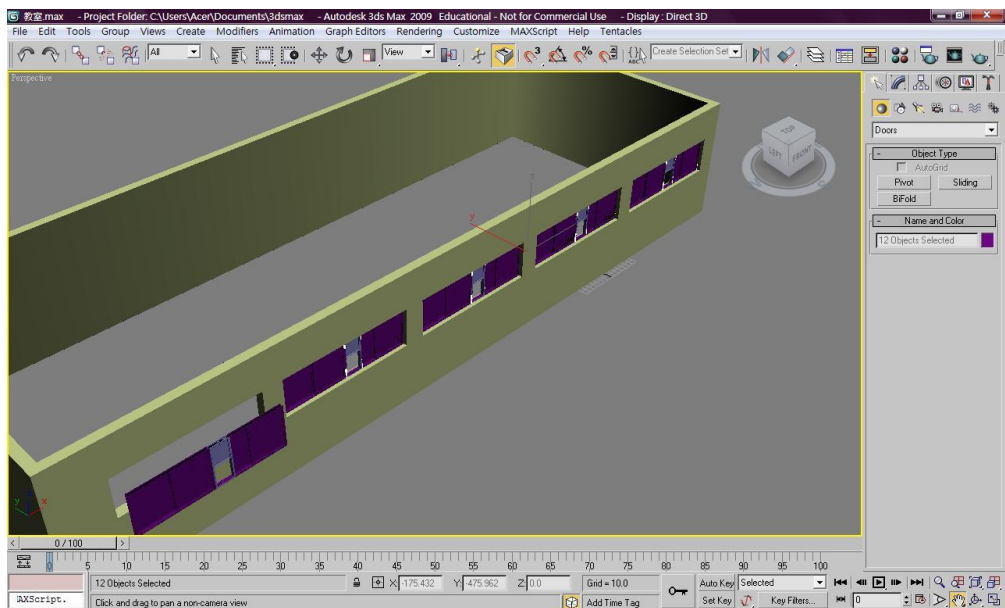 教室.max - Project Folder: C:\Users\Acer\Documents\3dsmax - Autodesk 3ds Max 2009 Educational - Not for Commercial Use - Display : Direct 3D
File Edit Tools Group Views Create Modifiers Animation Graph Editors Rendering Customize MAXScript Help Tentacles
All View Create Selection Set
Perspective
TOP
LEFT FRONT
Doors
- Object Type
AutoGrid
Pivot Sliding
BiFold
- Name and Color
12 Objects Selected
z
y
z
y x
< 0 / 100 >
0 5 10 15 20 25 30 35 40 45 50 55 60 65 70 75 80 85 90 95 100
12 Objects Selected X: -175.432 Y: -475.962 Z: 0.0 Grid = 10.0 Auto Key Selected
MAXScript. Click and drag to pan a non-camera view Add Time Tag Set Key Key Filters... 0